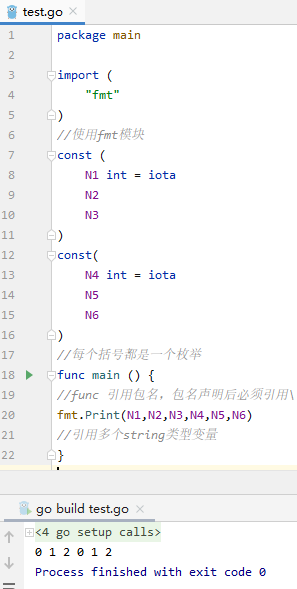 test.go
1 package main
2
3 import (
4 "fmt"
5 )
6 //使用fmt模块
7 const (
8 N1 int = iota
9 N2
10 N3
11 )
12 const(
13 N4 int = iota
14 N5
15 N6
16 )
17 //每个括号都是一个枚举
18 func main () {
19 //func 引用包名，包名声明后必须引用\
20 fmt.Print(N1,N2,N3,N4,N5,N6)
21 //引用多个string类型变量
22 }
go build test.go
<4 go setup calls>
0 1 2 0 1 2
Process finished with exit code 0